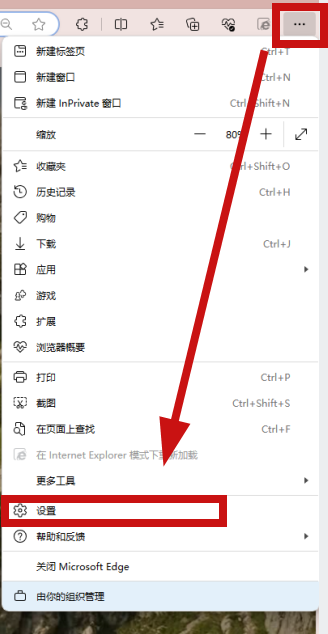 新建标签页 Ctrl+T
新建窗口 Ctrl+N
新建 InPrivate 窗口 Ctrl+Shift+N
缩放 — 80% +
收藏夹 Ctrl+Shift+O
历史记录 Ctrl+H
购物
下载 Ctrl+J
应用
游戏
扩展
浏览器概要
打印 Ctrl+P
截图 Ctrl+Shift+S
在页面上查找 Ctrl+F
在 Internet Explorer 模式下重新加载
更多工具
设置
帮助和反馈
关闭 Microsoft Edge
由你的组织管理